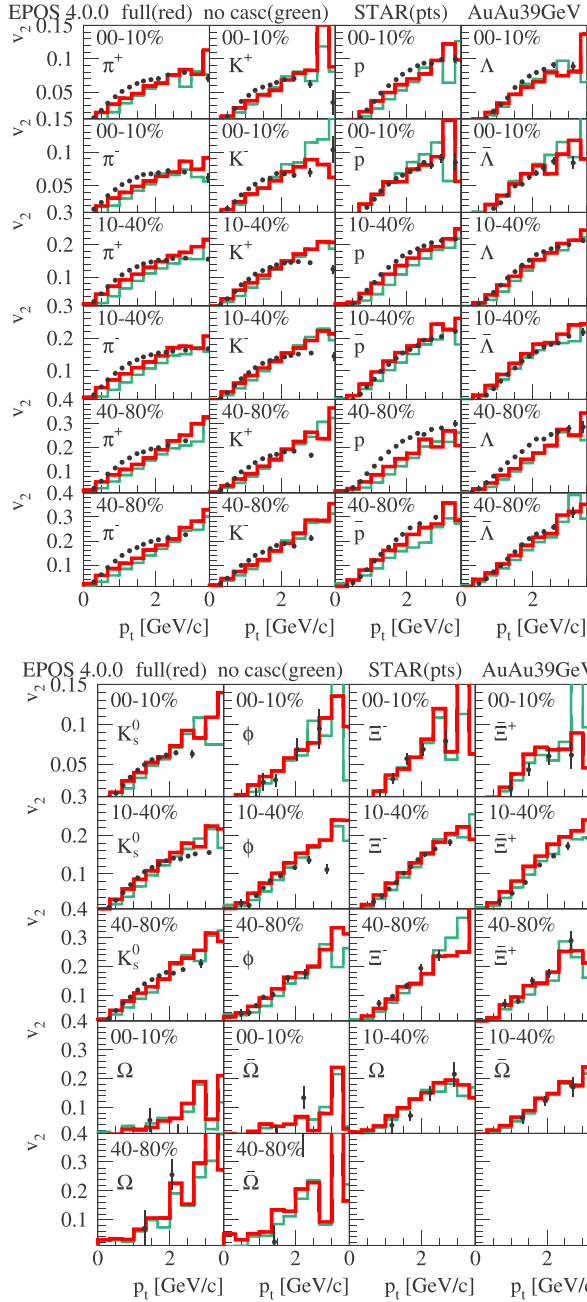 EPOS 4.0.0 full(red) no casc(green) STAR(pts) AuAu39GeV
v2 0.15 00-10% 00-10% 00-10% 00-10%
0.1 π+ K+ p Λ
0.05
v2 0.15 00-10% 00-10% 00-10% 00-10%
0.1 π- K- p̄ Λ̄
0.05
v2 0.3 10-40% 10-40% 10-40% 10-40%
0.2 π+ K+ p Λ
0.1
v2 0.3 10-40% 10-40% 10-40% 10-40%
0.2 π- K- p̄ Λ̄
0.1
v2 0.4 40-80% 40-80% 40-80% 40-80%
0.3 π+ K+ p Λ
0.2
0.1
v2 0.4 40-80% 40-80% 40-80% 40-80%
0.3 π- K- p̄ Λ̄
0.2
0.1
0 2 0 2 0 2 0 2 0
pt [GeV/c] pt [GeV/c] pt [GeV/c] pt [GeV/c]
EPOS 4.0.0 full(red) no casc(green) STAR(pts) AuAu39GeV
v2 0.15 00-10% 00-10% 00-10% 00-10%
0.1 Ks0 ϕ Ξ- Ξ̄+
0.05
v2 0.3 10-40% 10-40% 10-40% 10-40%
0.2 Ks0 ϕ Ξ- Ξ̄+
0.1
v2 0.4 40-80% 40-80% 40-80% 40-80%
0.3 Ks0 ϕ Ξ- Ξ̄+
0.2
0.1
v2 0.4 00-10% 00-10% 10-40% 10-40%
0.3 Ω Ω̄ Ω Ω̄
0.2
0.1
v2 0.4 40-80% 40-80%
0.3 Ω Ω̄
0.2
0.1
0 2 0 2 0 2 0 2
pt [GeV/c] pt [GeV/c] pt [GeV/c] pt [GeV/c]